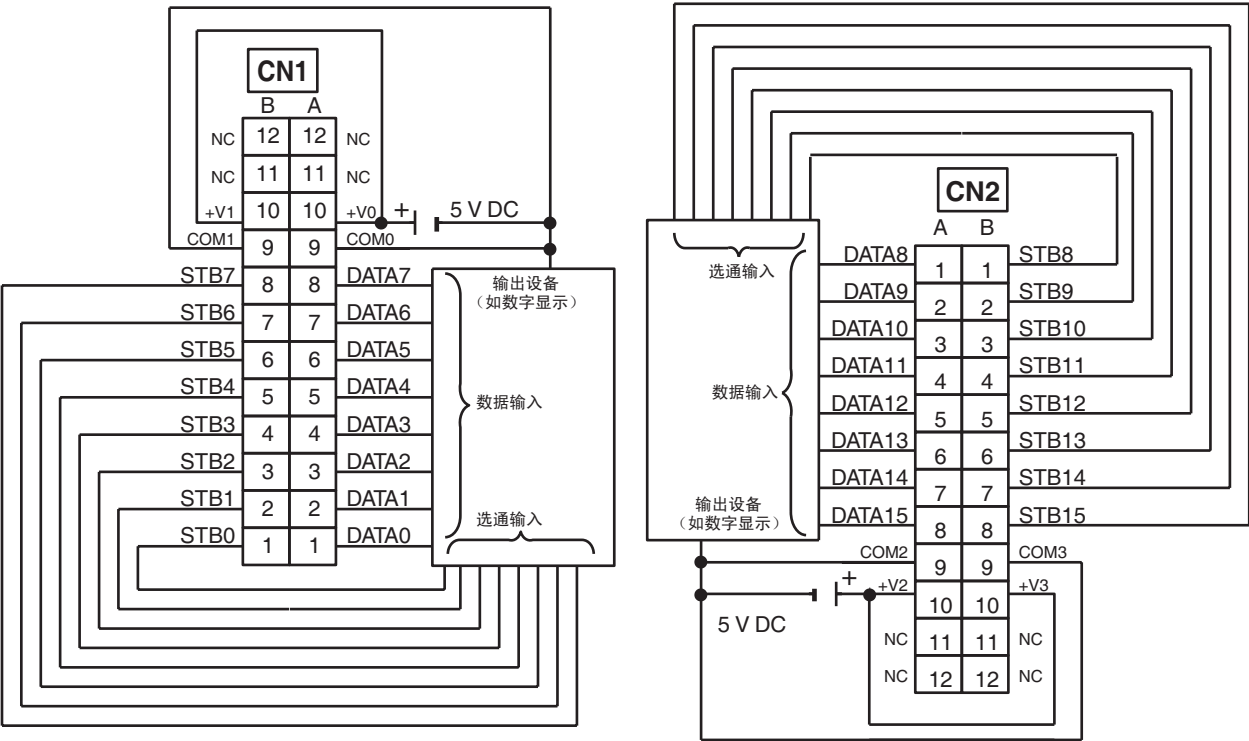 CN1
B A
NC 12 12 NC
NC 11 11 NC
+V1 10 10 +V0 + 5 V DC
COM1 9 9 COM0
STB7 8 8 DATA7
STB6 7 7 DATA6
STB5 6 6 DATA5
STB4 5 5 DATA4
STB3 4 4 DATA3
STB2 3 3 DATA2
STB1 2 2 DATA1
STB0 1 1 DATA0
输出设备
（如数字显示）
数据输入
选通输入
CN2
A B
选通输入
数据输入
输出设备
（如数字显示）
DATA8 1 1 STB8
DATA9 2 2 STB9
DATA10 3 3 STB10
DATA11 4 4 STB11
DATA12 5 5 STB12
DATA13 6 6 STB13
DATA14 7 7 STB14
DATA15 8 8 STB15
COM2 9 9 COM3
+ +V2 10 10 +V3
5 V DC
NC 11 11 NC
NC 12 12 NC